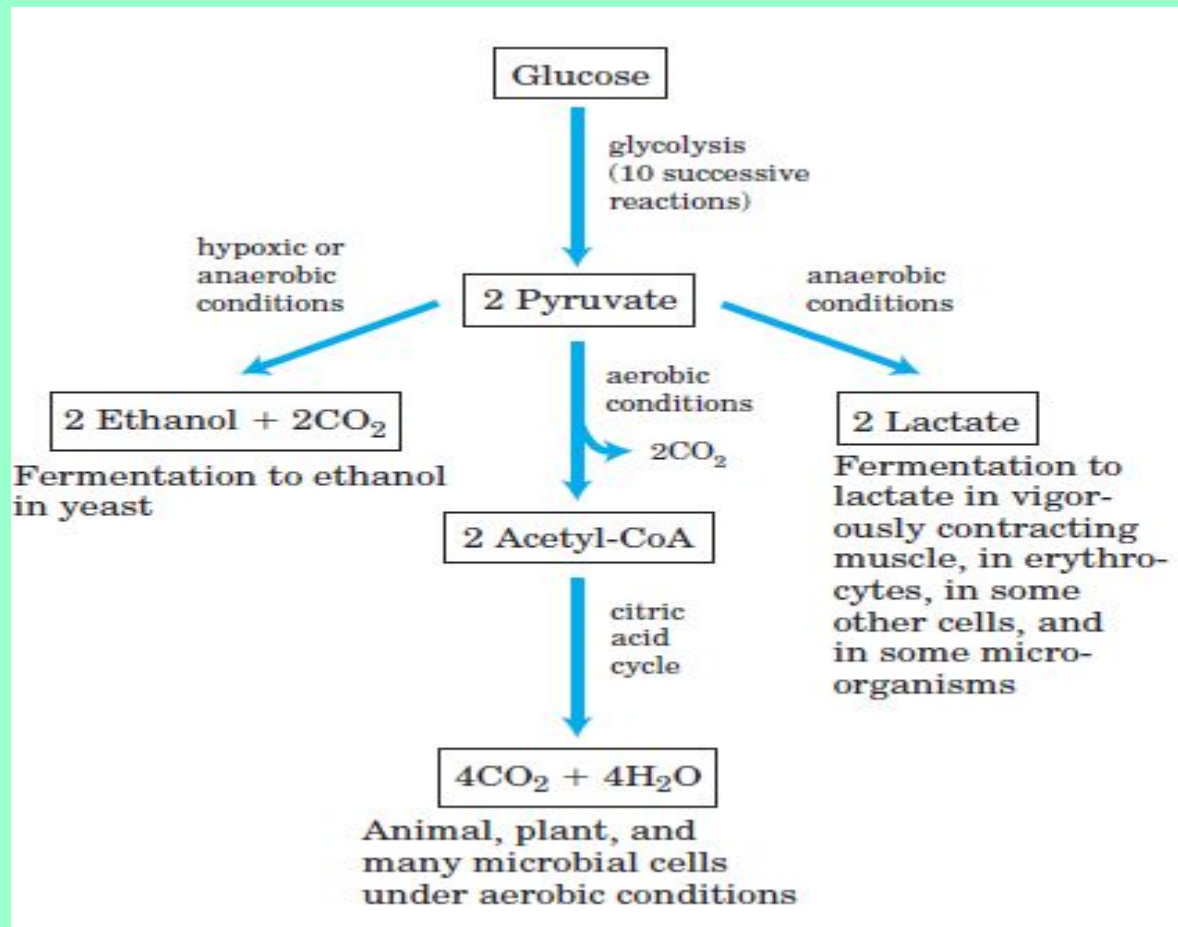 Glucose
glycolysis
(10 successive
reactions)
hypoxic or
anaerobic
conditions
2 Pyruvate
anaerobic
conditions
2 Ethanol + 2CO₂
Fermentation to ethanol
in yeast
aerobic
conditions
2CO₂
2 Lactate
Fermentation to
lactate in vigor-
ously contracting
muscle, in erythro-
cytes, in some
other cells, and
in some micro-
organisms
2 Acetyl-CoA
citric
acid
cycle
4CO₂ + 4H₂O
Animal, plant, and
many microbial cells
under aerobic conditions